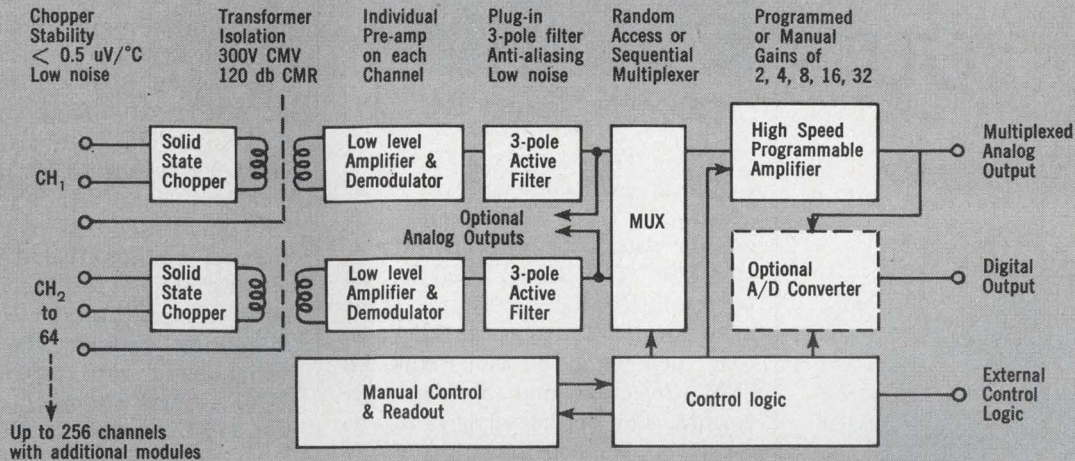 Chopper
Stability
< 0.5 uV/°C
Low noise
Transformer
Isolation
300V CMV
120 db CMR
Individual
Pre-amp
on each
Channel
Plug-in
3-pole filter
Anti-aliasing
Low noise
Random
Access or
Sequential
Multiplexer
Programmed
or Manual
Gains of
2, 4, 8, 16, 32
CH1
Solid
State
Chopper
Low level
Amplifier &
Demodulator
3-pole
Active
Filter
MUX
High Speed
Programmable
Amplifier
Multiplexed
Analog
Output
Optional
Analog Outputs
CH2
to
64
Solid
State
Chopper
Low level
Amplifier &
Demodulator
3-pole
Active
Filter
Optional
A/D Converter
Digital
Output
Manual Control
& Readout
Control logic
External
Control
Logic
Up to 256 channels
with additional modules